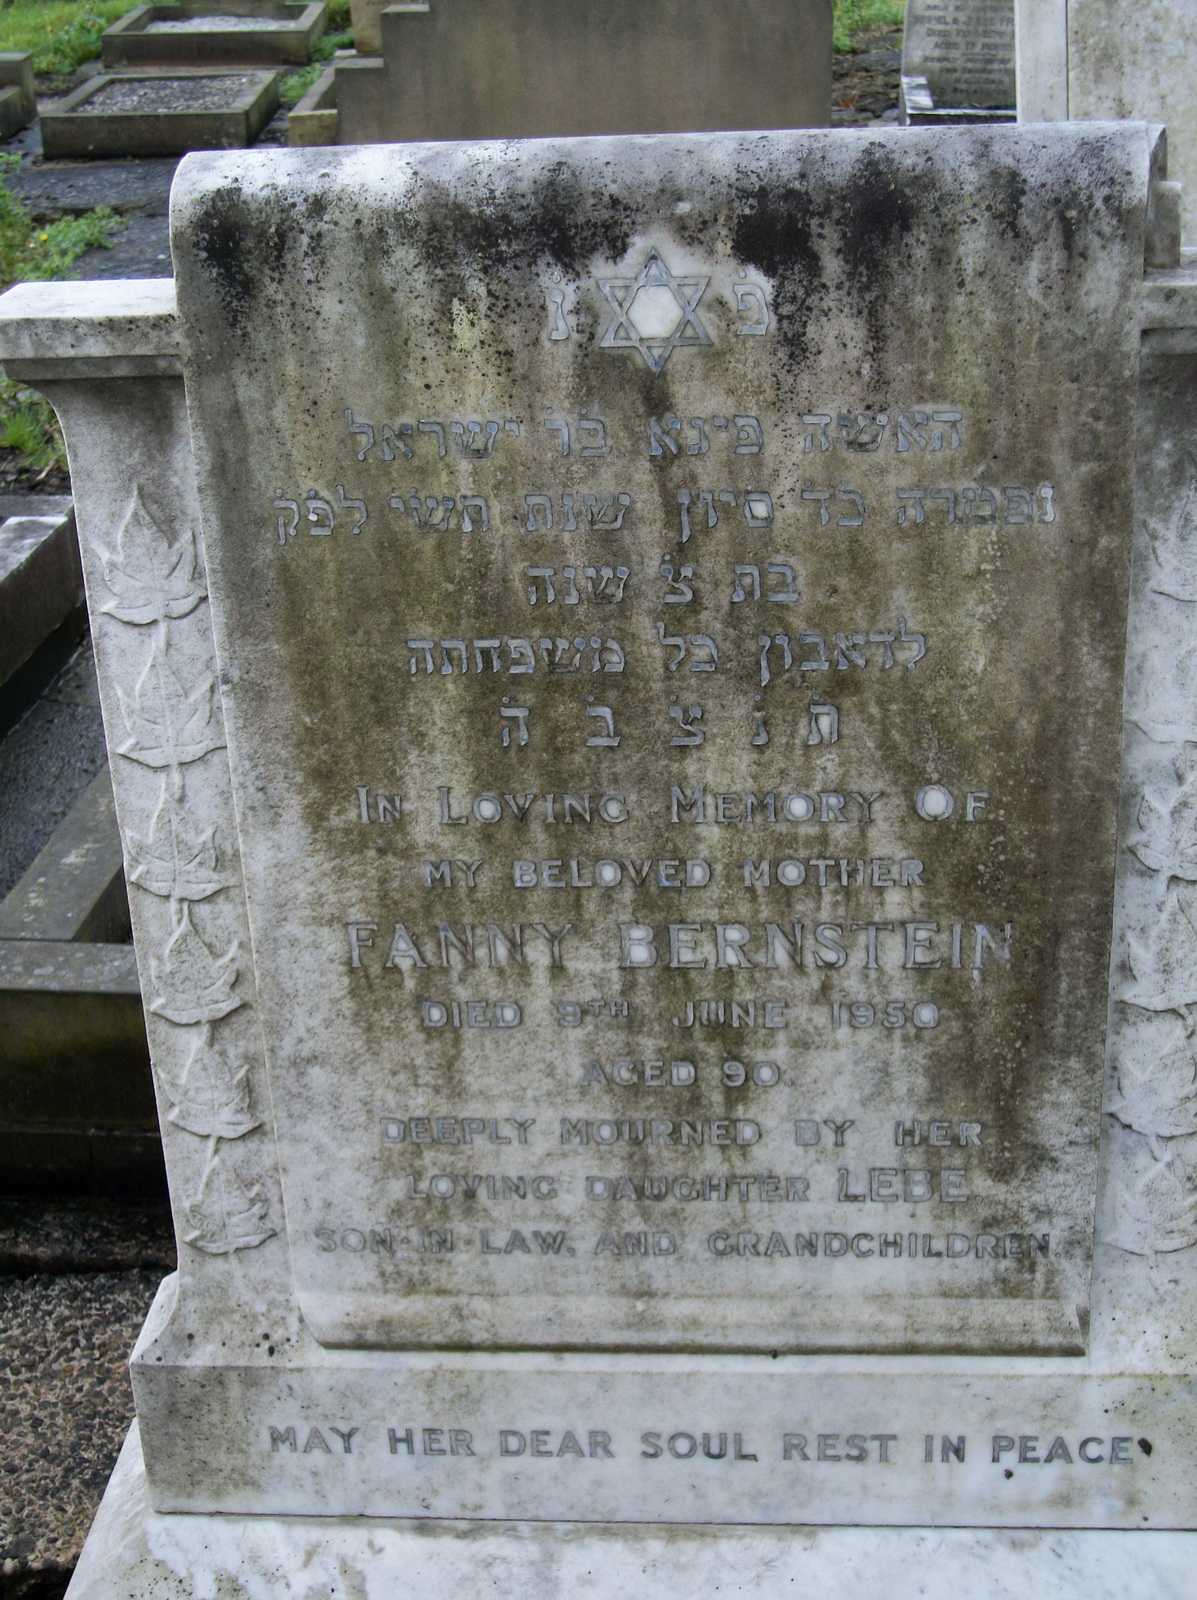 פ נ
האשה פיגא בר ישראל
ונפטרה כד סיון שנת תשי לפק
בת צ שנה
לדאבון כל משפחתה
ת נ צ ב ה
IN LOVING MEMORY OF
MY BELOVED MOTHER
FANNY BERNSTEIN
DIED 9TH JUNE 1950
AGED 90.
DEEPLY MOURNED BY HER
LOVING DAUGHTER LEBE.
SON-IN-LAW, AND GRANDCHILDREN.
MAY HER DEAR SOUL REST IN PEACE